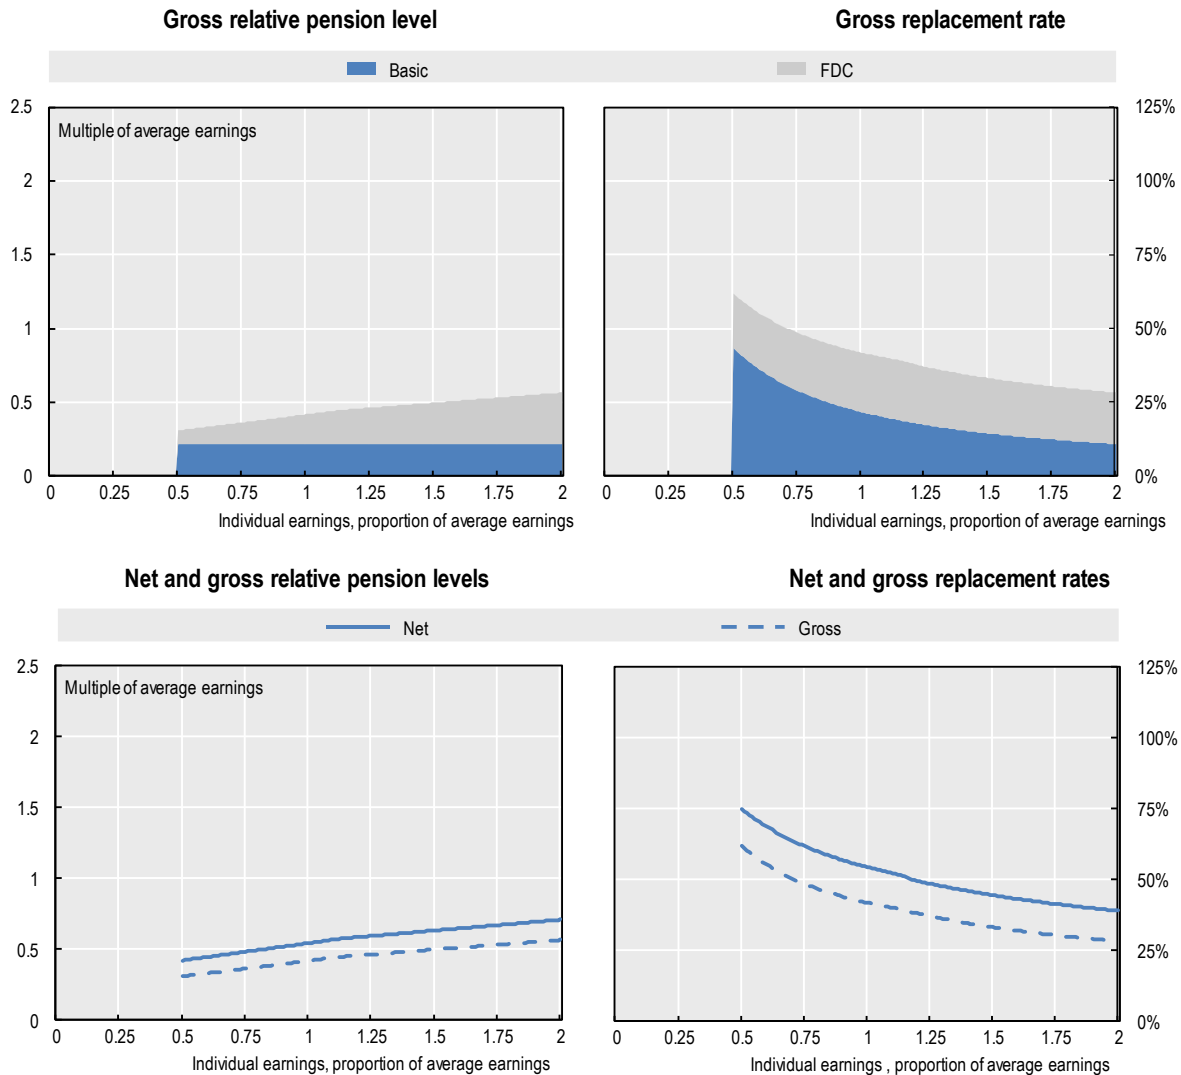 Gross relative pension level
Gross replacement rate
Basic
FDC
2.5
2
1.5
1
0.5
0
Multiple of average earnings
0 0.25 0.5 0.75 1 1.25 1.5 1.75 2
Individual earnings, proportion of average earnings
125%
100%
75%
50%
25%
0%
0 0.25 0.5 0.75 1 1.25 1.5 1.75 2
Individual earnings, proportion of average earnings
Net and gross relative pension levels
Net and gross replacement rates
Net
Gross
2.5
2
1.5
1
0.5
0
Multiple of average earnings
0 0.25 0.5 0.75 1 1.25 1.5 1.75 2
Individual earnings, proportion of average earnings
125%
100%
75%
50%
25%
0%
0 0.25 0.5 0.75 1 1.25 1.5 1.75 2
Individual earnings , proportion of average earnings